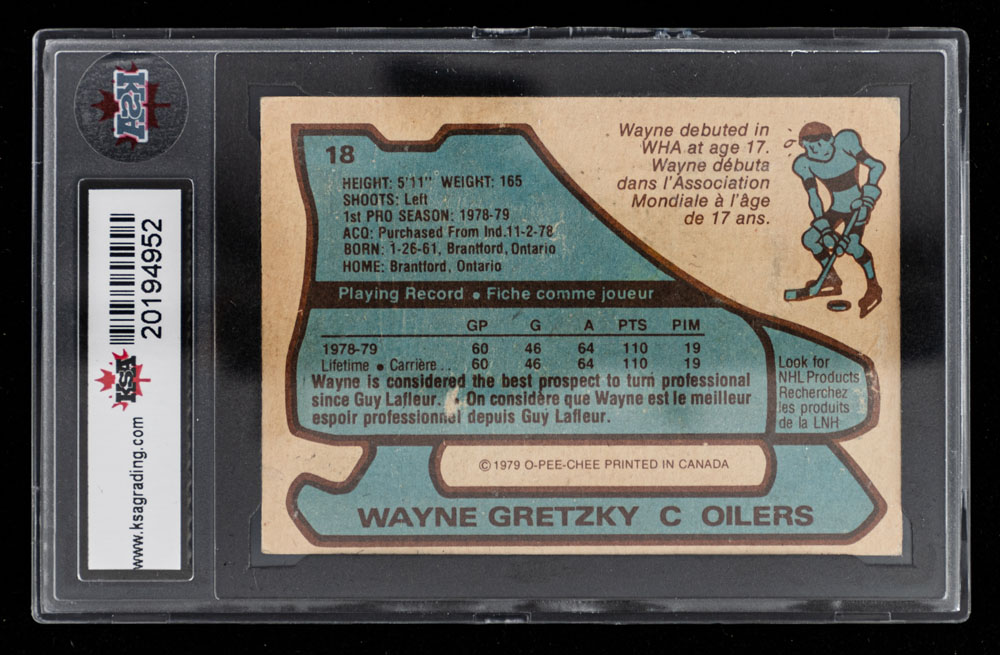 KSA
20194952
KSA
www.ksagrading.com
18
HEIGHT: 5'11" WEIGHT: 165
SHOOTS: Left
1st PRO SEASON: 1978-79
ACQ: Purchased From Ind.11-2-78
BORN: 1-26-61, Brantford, Ontario
HOME: Brantford, Ontario
Wayne debuted in
WHA at age 17.
Wayne débuta
dans l'Association
Mondiale à l'âge
de 17 ans.
Playing Record • Fiche comme joueur
GP G A PTS PIM
1978-79 60 46 64 110 19
Lifetime • Carrière . . 60 46 64 110 19
Wayne is considered the best prospect to turn professional
since Guy Lafleur. On considère que Wayne est le meilleur
espoir professionnel depuis Guy Lafleur.
Look for
NHL Products
Recherchez
les produits
de la LNH
© 1979 O-PEE-CHEE PRINTED IN CANADA
WAYNE GRETZKY C OILERS